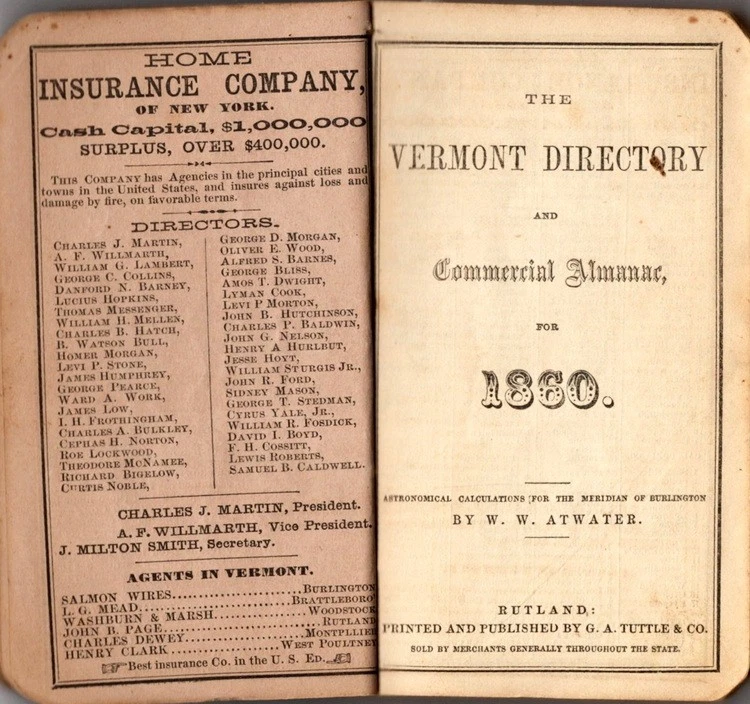 HOME
INSURANCE COMPANY,
OF NEW YORK.
Cash Capital, $1,000,000
SURPLUS, OVER $400,000.
THIS COMPANY has Agencies in the principal cities and
towns in the United States, and insures against loss and
damage by fire, on favorable terms.
DIRECTORS.
CHARLES J. MARTIN,
A. F. WILLMARTH,
WILLIAM G. LAMBERT,
GEORGE C. COLLINS,
DANFORD N. BARNEY,
LUCIUS HOPKINS,
THOMAS MESSENGER,
WILLIAM H. MELLEN,
CHARLES B. HATCH,
B. WATSON BULL,
HOMER MORGAN,
LEVI P. STONE,
JAMES HUMPHREY,
GEORGE PEARCE,
WARD A. WORK,
JAMES LOW,
I. H. FROTHINGHAM,
CHARLES A. BULKLEY,
CEPHAS H. NORTON,
ROE LOCKWOOD,
THEODORE MCNAMEE,
RICHARD BIGELOW,
CURTIS NOBLE,
GEORGE D. MORGAN,
OLIVER E. WOOD,
ALFRED S. BARNES,
GEORGE BLISS,
AMOS T. DWIGHT,
LYMAN COOK,
LEVI P MORTON,
JOHN B. HUTCHINSON,
CHARLES P. BALDWIN,
JOHN G. NELSON,
HENRY A HURLBUT,
JESSE HOYT,
WILLIAM STURGIS JR.,
JOHN R. FORD,
SIDNEY MASON,
GEORGE T. STEDMAN,
CYRUS YALE, JR.,
WILLIAM R. FOSDICK,
DAVID I. BOYD,
F. H. COSSITT,
LEWIS ROBERTS,
SAMUEL B. CALDWELL.
CHARLES J. MARTIN, President.
A. F. WILLMARTH, Vice President.
J. MILTON SMITH, Secretary.
AGENTS IN VERMONT.
SALMON WIRES..................BURLINGTON
L. G. MEAD......................BRATTLEBORO
WASHBURN & MARSH..............WOODSTOCK
JOHN B. PAGE......................RUTLAND
CHARLES DEWEY..................MONTPLLIER
HENRY CLARK..................WEST POULTNEY
Best insurance Co. in the U. S. ED.
THE
VERMONT DIRECTORY
AND
Commercial Almanac,
FOR
1860.
ASTRONOMICAL CALCULATIONS FOR THE MERIDIAN OF BURLINGTON
BY W. W. ATWATER.
RUTLAND:
PRINTED AND PUBLISHED BY G. A. TUTTLE & CO.
SOLD BY MERCHANTS GENERALLY THROUGHOUT THE STATE.